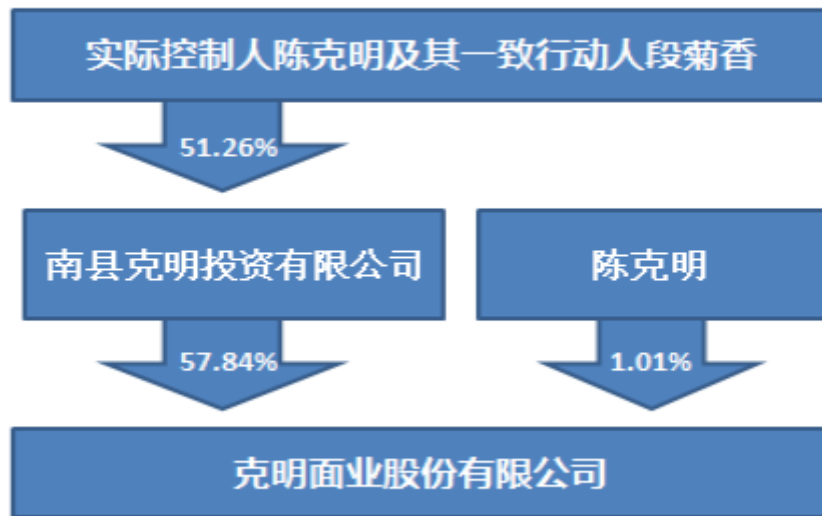 实际控制人陈克明及其一致行动人段菊香
51.26%
南县克明投资有限公司
陈克明
57.84%
1.01%
克明面业股份有限公司